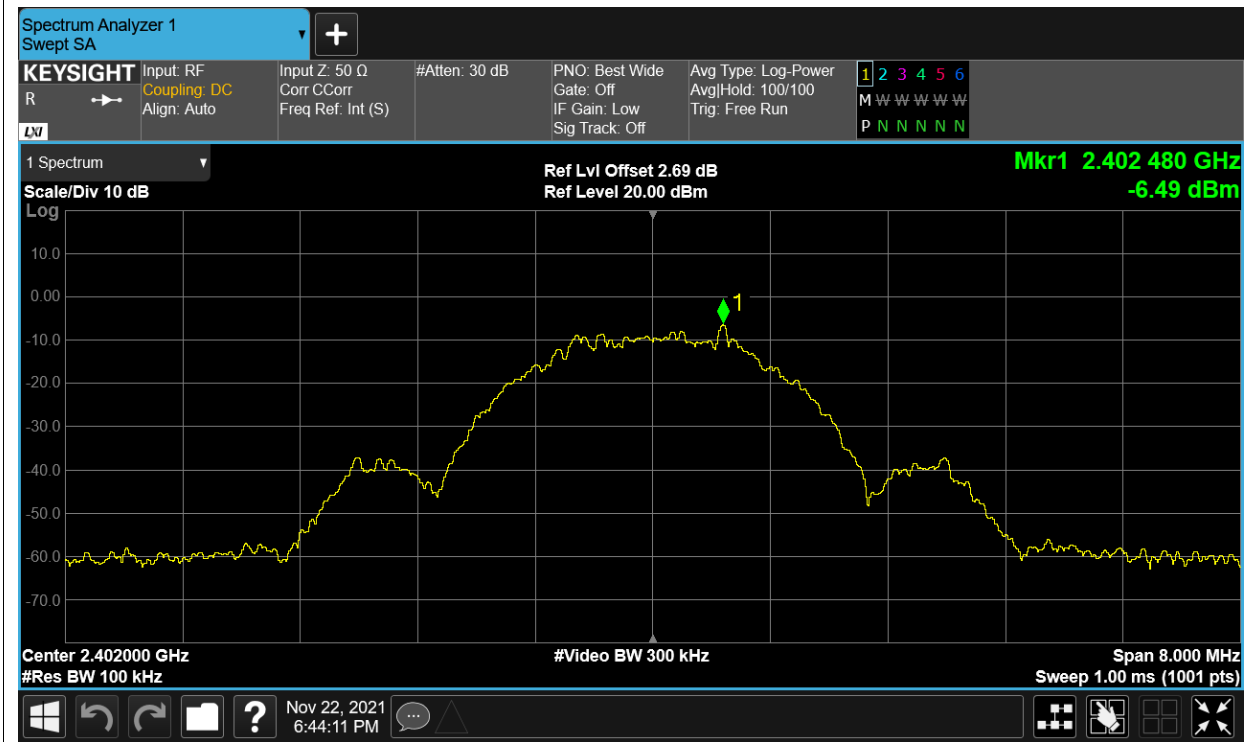 Spectrum Analyzer 1
Swept SA
+
KEYSIGHT
R
LXI
Input: RF
Coupling: DC
Align: Auto
Input Z: 50 Ω
Corr CCorr
Freq Ref: Int (S)
#Atten: 30 dB
PNO: Best Wide
Gate: Off
IF Gain: Low
Sig Track: Off
Avg Type: Log-Power
Avg|Hold: 100/100
Trig: Free Run
1 2 3 4 5 6
M W W W W W
P N N N N N
1 Spectrum
Scale/Div 10 dB
Ref Lvl Offset 2.69 dB
Ref Level 20.00 dBm
Mkr1 2.402 480 GHz
-6.49 dBm
Log
10.0
0.00
-10.0
-20.0
-30.0
-40.0
-50.0
-60.0
-70.0
1
Center 2.402000 GHz
#Res BW 100 kHz
#Video BW 300 kHz
Span 8.000 MHz
Sweep 1.00 ms (1001 pts)
?
Nov 22, 2021
6:44:11 PM